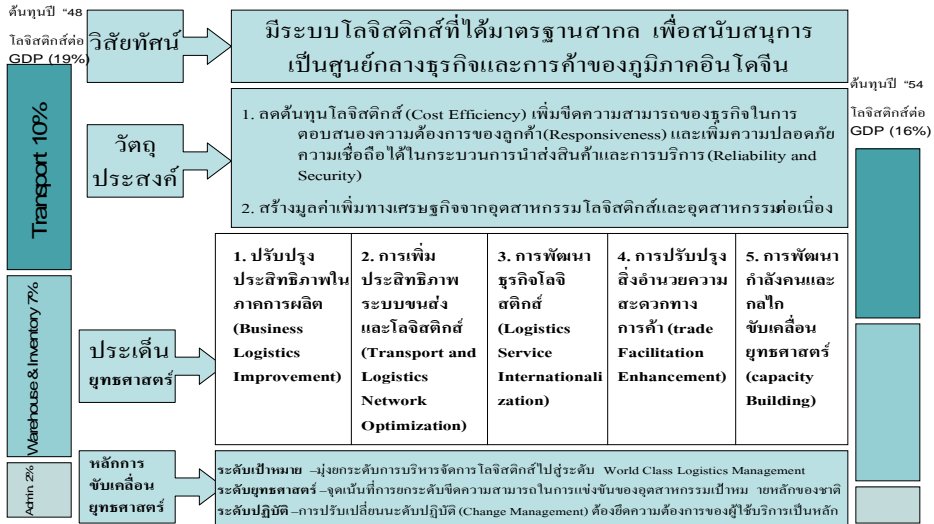 ต้นทุนปี “48
โลจิสติกส์ต่อ
GDP (19%)
Transport 10%
Warehouse & Inventory 7%
Admin. 2%
วิสัยทัศน์
มีระบบโลจิสติกส์ที่ได้มาตรฐานสากล เพื่อสนับสนุการ
เป็นศูนย์กลางธุรกิจและการค้าของภูมิภาคอินโดจีน
วัตถุ
ประสงค์
1. ลดต้นทุนโลจิสติกส์ (Cost Efficiency) เพิ่มขีดความสามารถของธุรกิจในการ
ตอบสนองความต้องการของลูกค้า(Responsiveness) และเพิ่มความปลอดภัย
ความเชื่อถือได้ในกระบวนการนำส่งสินค้าและการบริการ(Reliability and
Security)
2. สร้างมูลค่าเพิ่มทางเศรษฐกิจจากอุตสาหกรรมโลจิสติกส์และอุตสาหกรรมต่อเนื่อง
ประเด็น
ยุทธศาสตร์
1. ปรับปรุง
ประสิทธิภาพใน
ภาคการผลิต
(Business
Logistics
Improvement)
2. การเพิ่ม
ประสิทธิภาพ
ระบบขนส่ง
และโลจิสติกส์
(Transport and
Logistics
Network
Optimization)
3. การพัฒนา
ธุรกิจโลจิ
สติกส์
(Logistics
Service
Internationali
zation)
4. การปรับปรุง
สิ่งอำนวยความ
สะดวกทาง
การค้า (trade
Facilitation
Enhancement)
5. การพัฒนา
กำลังคนและ
กลไก
ขับเคลื่อน
ยุทธศาสตร์
(capacity
Building)
หลักการ
ขับเคลื่อน
ยุทธศาสตร์
ระดับเป้าหมาย –มุ่งยกระดับการบริหารจัดการโลจิสติกส์ไปสู่ระดับ World Class Logistics Management
ระดับยุทธศาสตร์ –จุดเน้นที่การยกระดับขีดความสามารถในการแข่งขันของอุตสาหกรรมเป้าหม ายหลักของชาติ
ระดับปฏิบัติ –การปรับเปลี่ยนนะดับปฏิบัติ (Change Management) ต้องยึดความต้องการของผู้ใช้บริการเป็นหลัก
ต้นทุนปี “54
โลจิสติกส์ต่อ
GDP (16%)